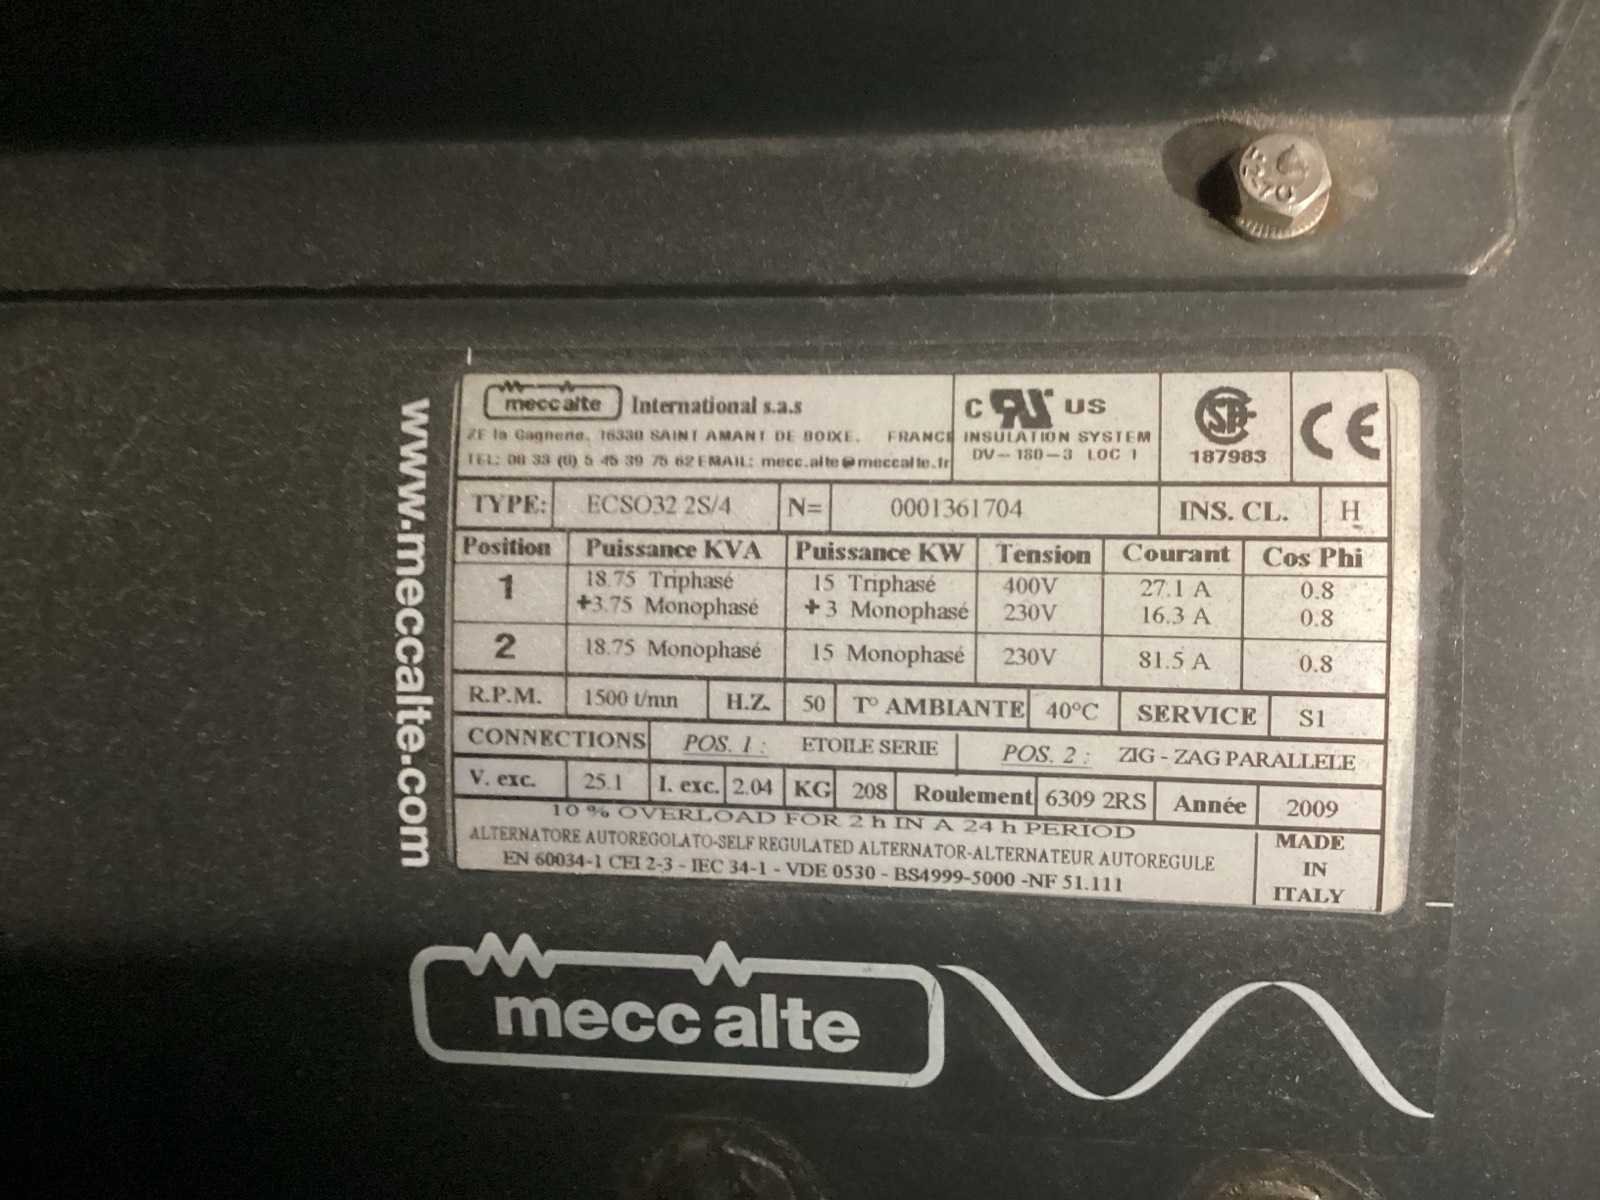 A2 70
www.meccalte.com
meccalte International s.a.s
ZE la Gagnerie, 16330 SAINT AMANT DE BOIXE. FRANCE
TEL: 00 33 (0) 5 45 39 75 62 EMAIL: mecc.alte@meccalte.fr
C RU US
INSULATION SYSTEM
DV-180-3 LOC 1
187983
CE
TYPE: ECSO32 2S/4 N= 0001361704 INS. CL. H
Position Puissance KVA Puissance KW Tension Courant Cos Phi
1 18.75 Triphasé 15 Triphasé 400V 27.1 A 0.8
+3.75 Monophasé +3 Monophasé 230V 16.3 A 0.8
2 18.75 Monophasé 15 Monophasé 230V 81.5 A 0.8
R.P.M. 1500 t/mn H.Z. 50 T° AMBIANTE 40°C SERVICE S1
CONNECTIONS POS. 1 : ETOILE SERIE POS. 2 : ZIG - ZAG PARALLELE
V. exc. 25.1 I. exc. 2.04 KG 208 Roulement 6309 2RS Année 2009
10 % OVERLOAD FOR 2 h IN A 24 h PERIOD
ALTERNATORE AUTOREGOLATO-SELF REGULATED ALTERNATOR-ALTERNATEUR AUTOREGULE
EN 60034-1 CEI 2-3 - IEC 34-1 - VDE 0530 - BS4999-5000 -NF 51.111
MADE
IN
ITALY
mecc alte